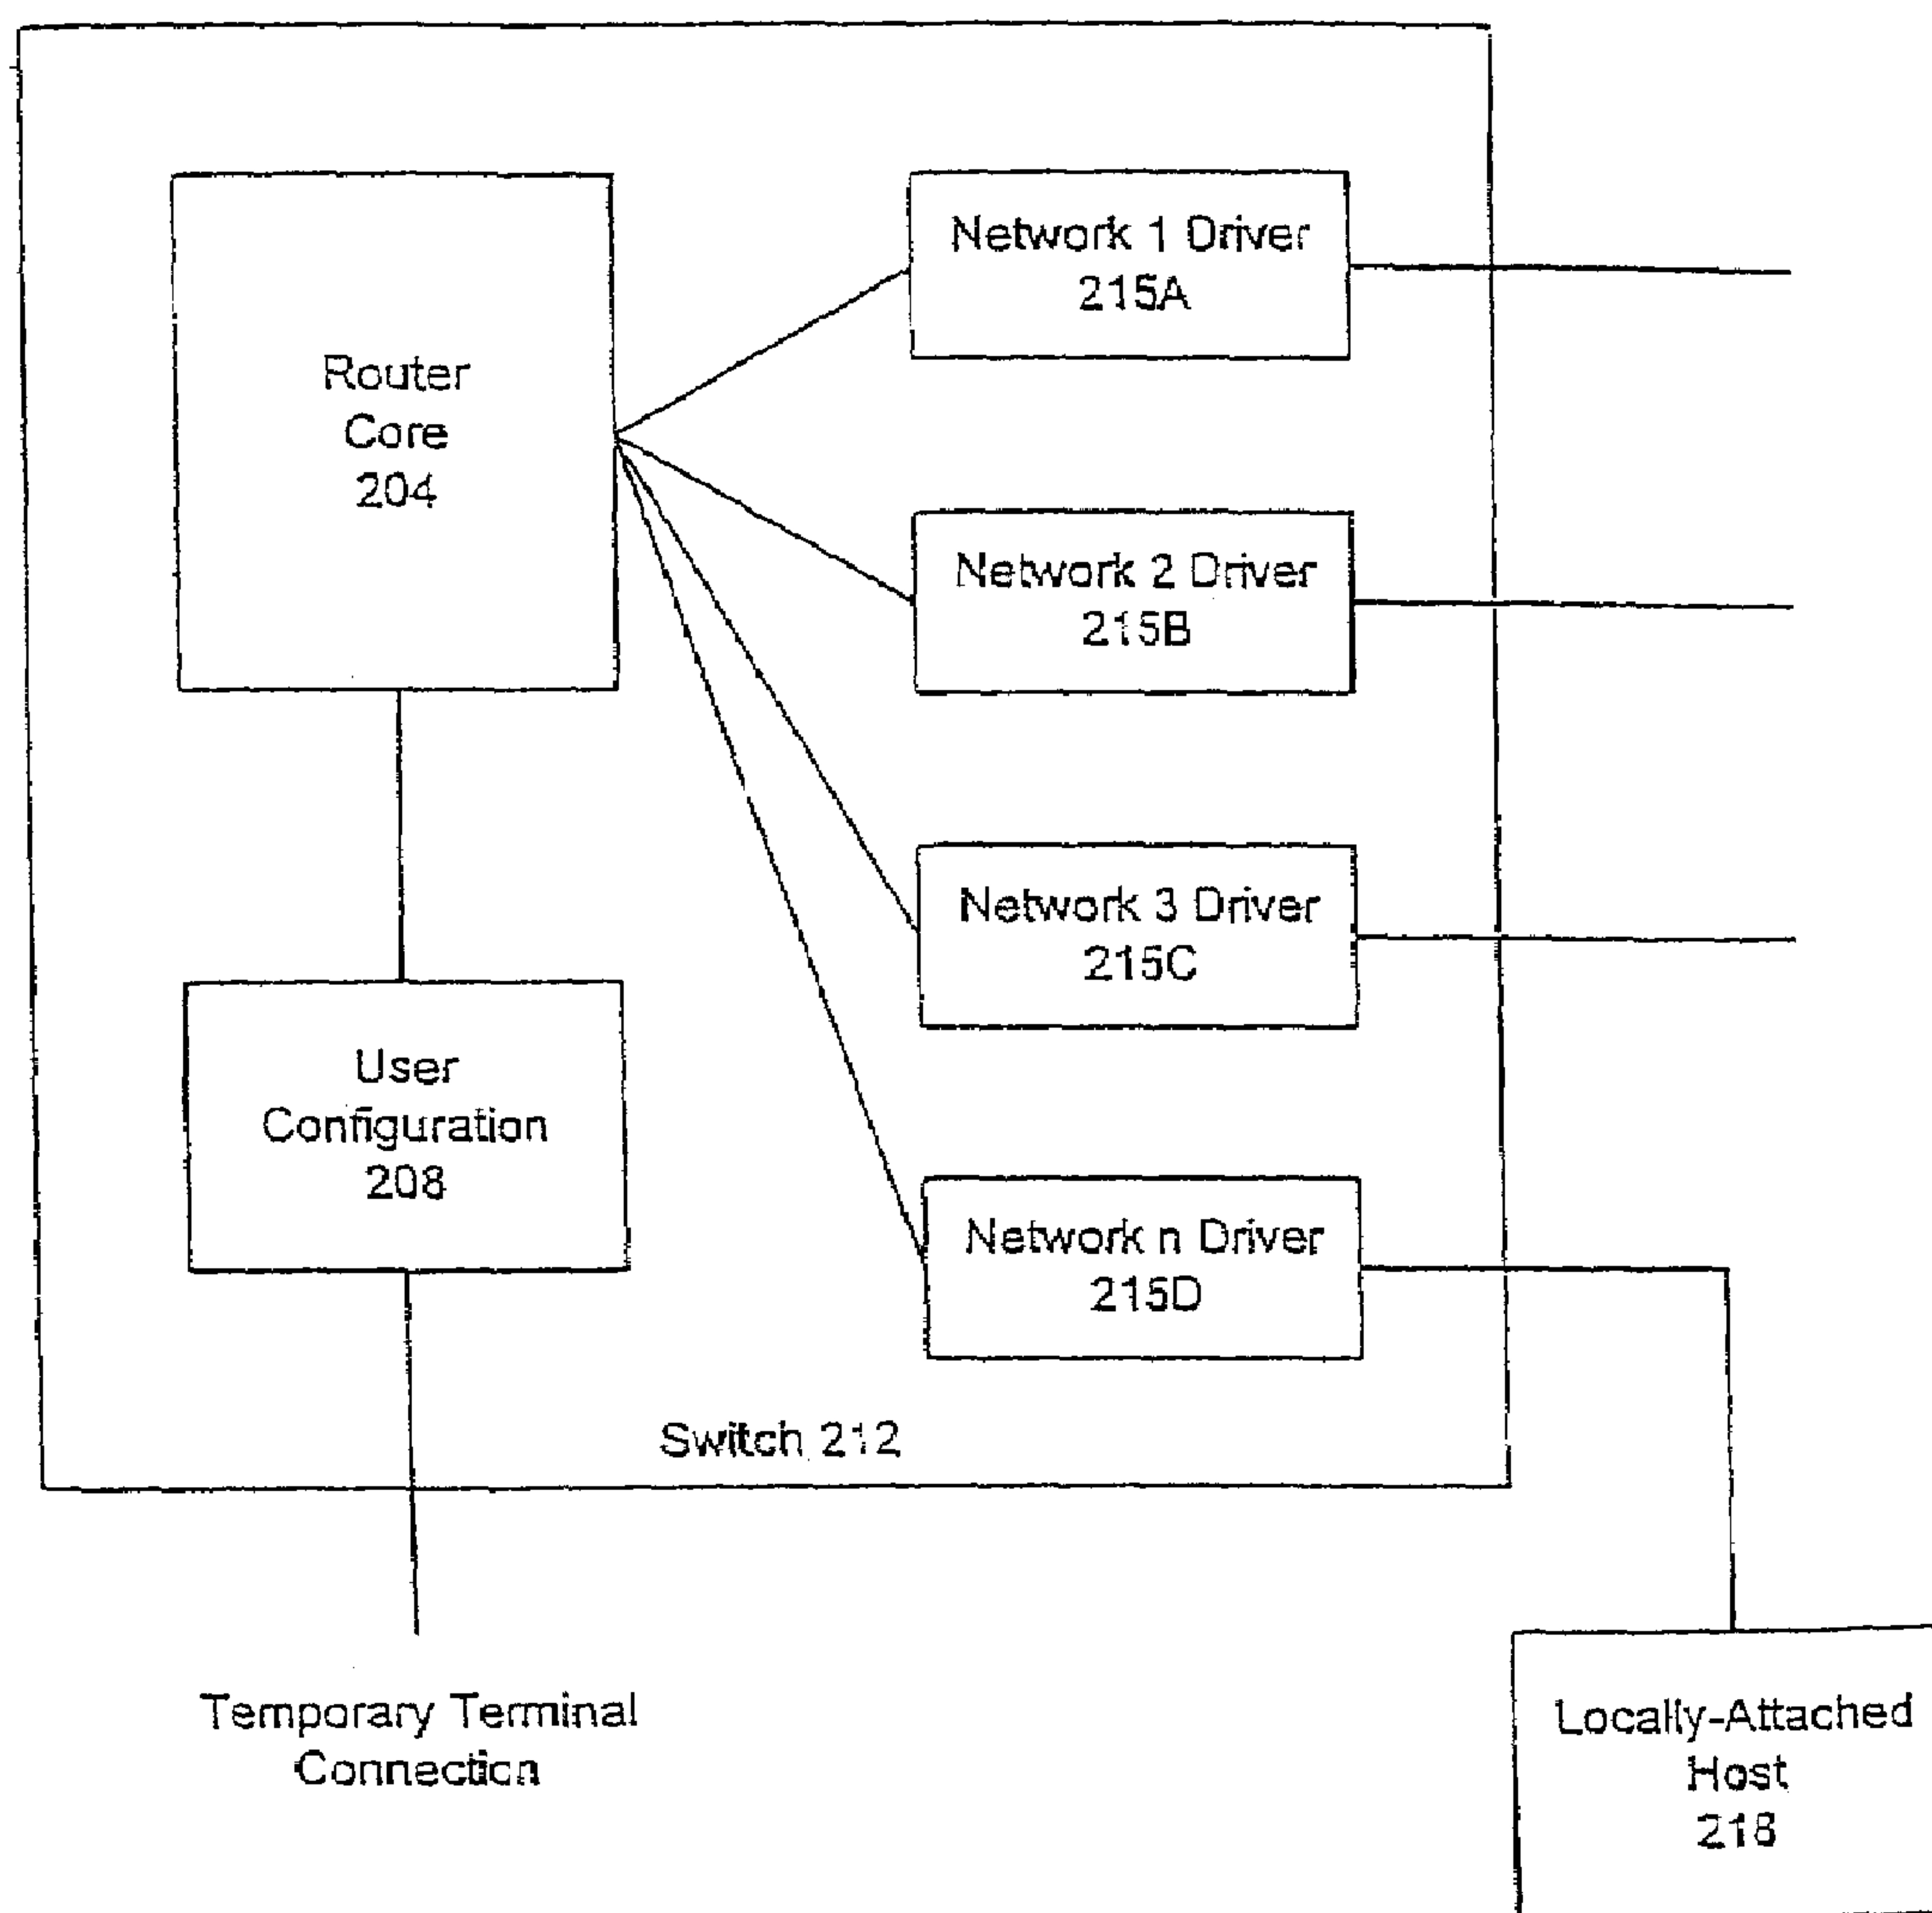 Router
Core
204
Network 1 Driver
215A
Network 2 Driver
215B
Network 3 Driver
215C
User
Configuration
208
Network n Driver
215D
Switch 212
Temporary Terminal
Connection
Locally-Attached
Host
218